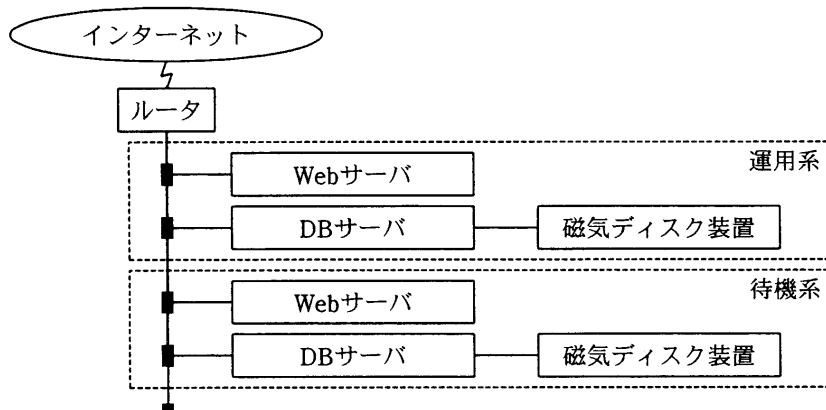 インターネット
ルータ
運用系
Webサーバ
DBサーバ
磁気ディスク装置
待機系
Webサーバ
DBサーバ
磁気ディスク装置